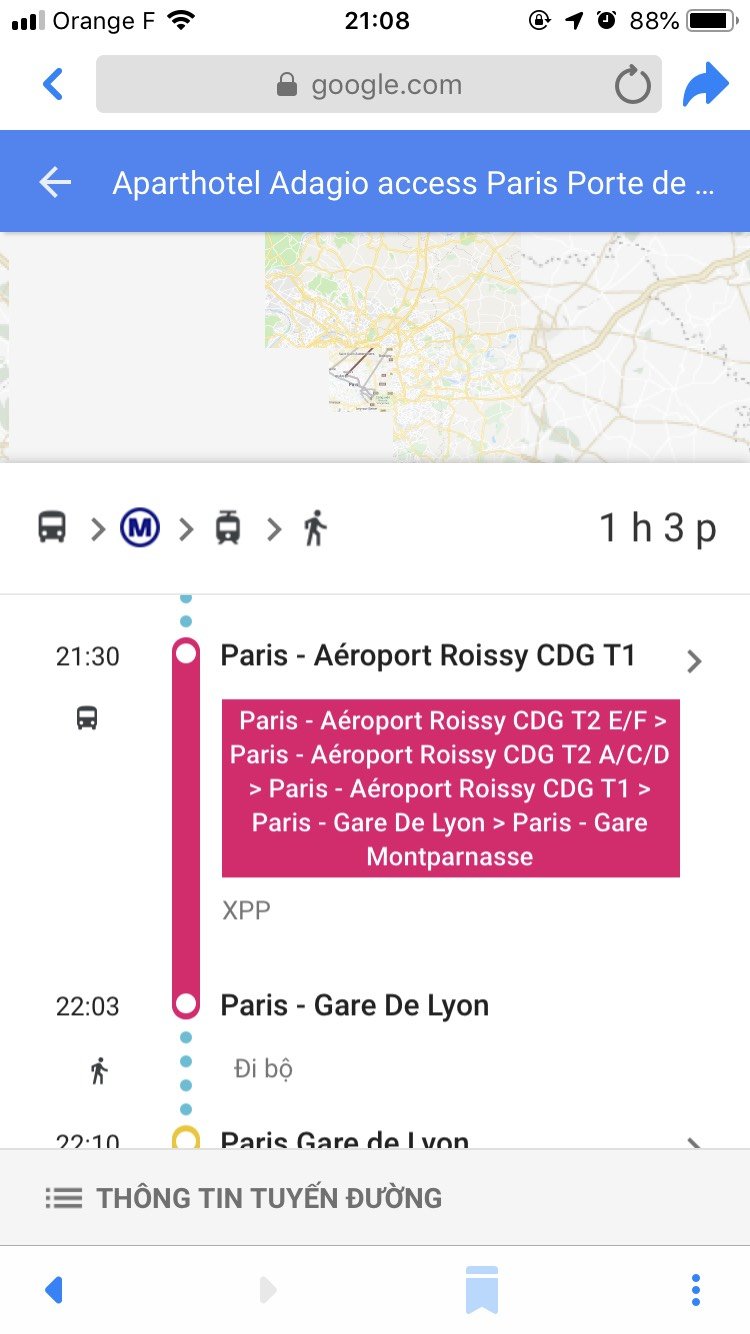 Orange F 21:08 88%
google.com
Aparthotel Adagio access Paris Porte de ...
M 1 h 3 p
21:30 Paris - Aéroport Roissy CDG T1
Paris - Aéroport Roissy CDG T2 E/F >
Paris - Aéroport Roissy CDG T2 A/C/D
> Paris - Aéroport Roissy CDG T1 >
Paris - Gare De Lyon > Paris - Gare
Montparnasse
XPP
22:03 Paris - Gare De Lyon
Đi bộ
22:10 Paris Gare de Lyon
THÔNG TIN TUYẾN ĐƯỜNG